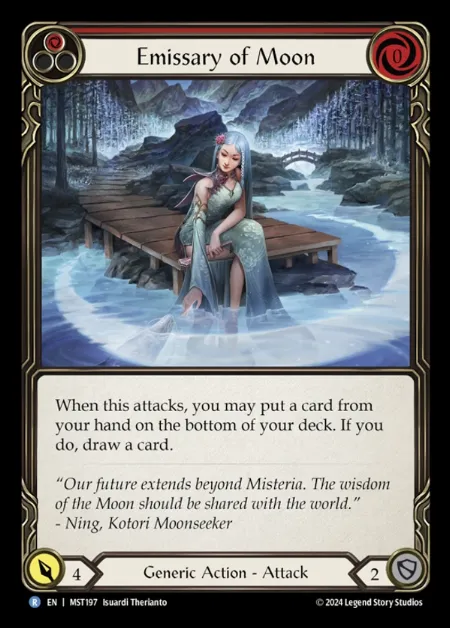 Emissary of Moon
0
When this attacks, you may put a card from
your hand on the bottom of your deck. If you
do, draw a card.
“Our future extends beyond Misteria. The wisdom
of the Moon should be shared with the world.”
- Ning, Kotori Moonseeker
4
Generic Action - Attack
2
R EN | MST197 Isuardi Therianto
© 2024 Legend Story Studios